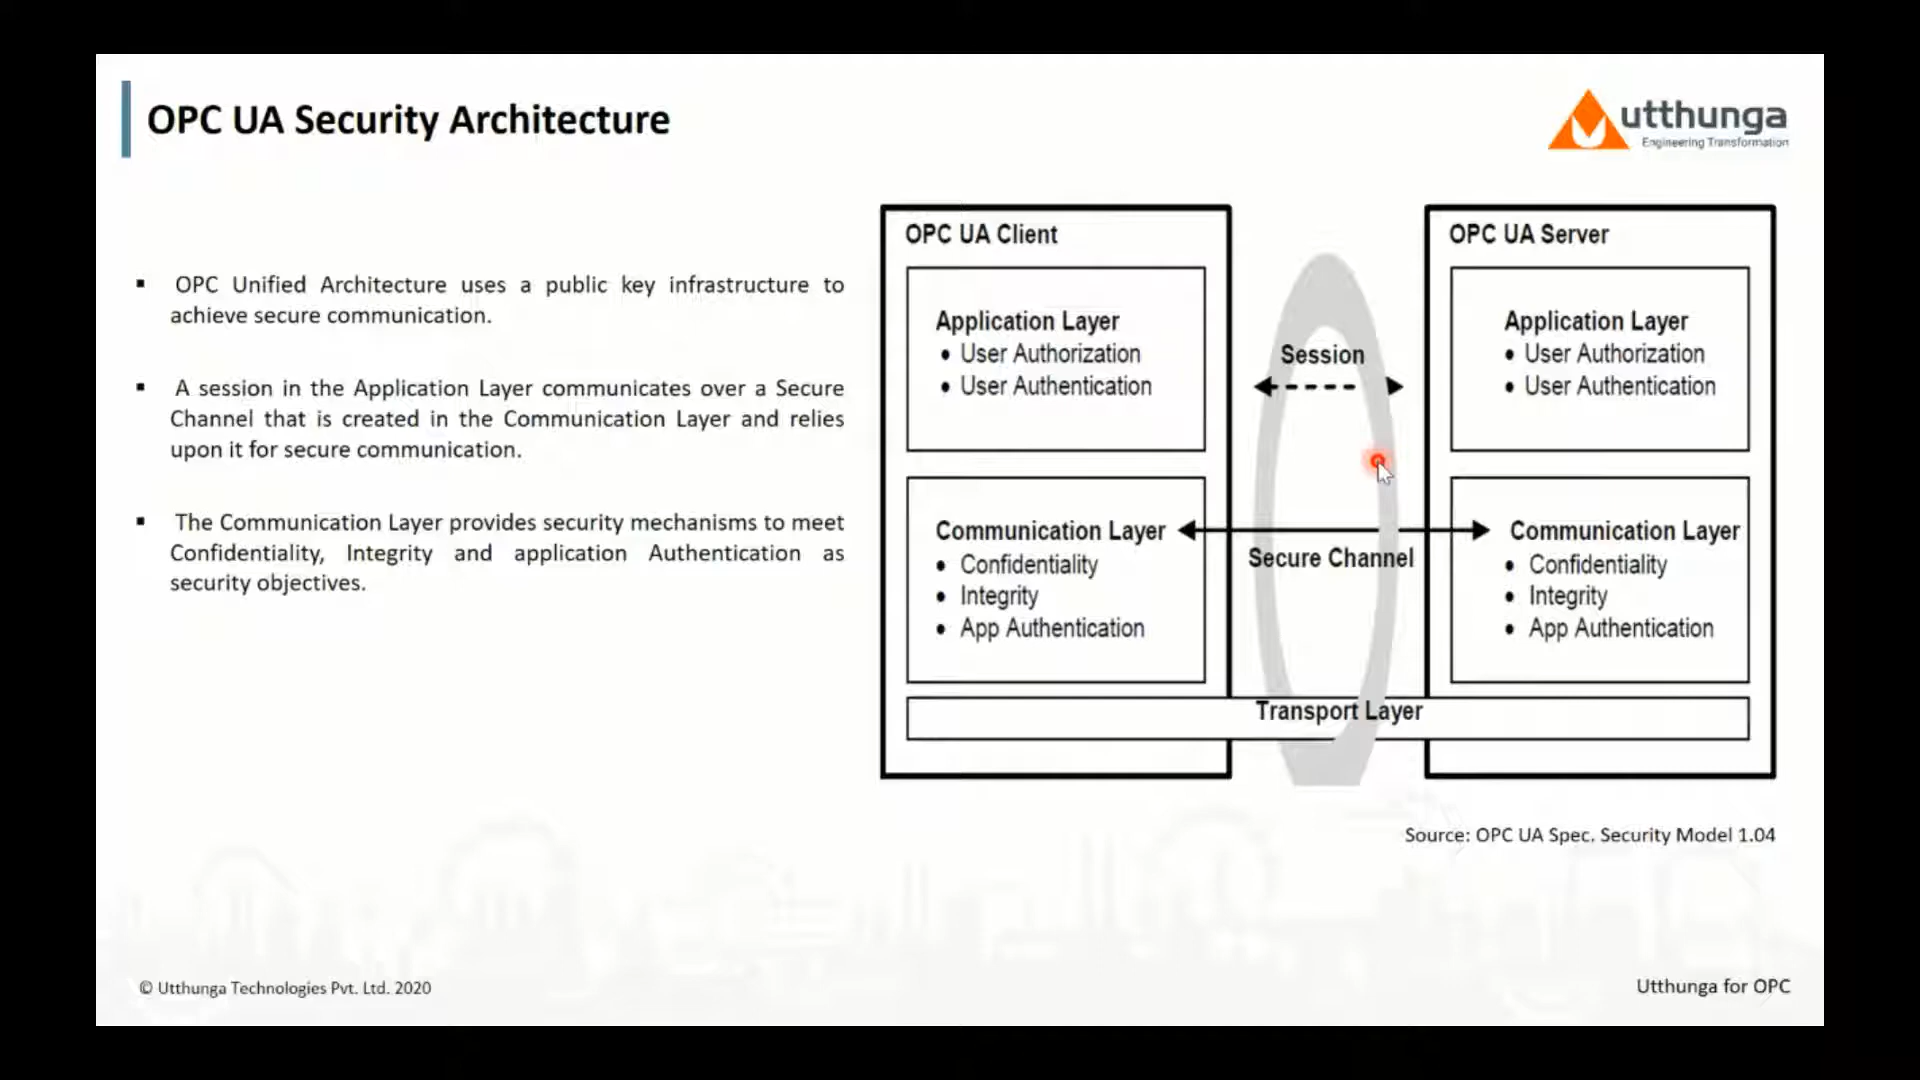 OPC UA Security Architecture
utthunga
Engineering Transformation
▪ OPC Unified Architecture uses a public key infrastructure to
achieve secure communication.
▪ A session in the Application Layer communicates over a Secure
Channel that is created in the Communication Layer and relies
upon it for secure communication.
▪ The Communication Layer provides security mechanisms to meet
Confidentiality, Integrity and application Authentication as
security objectives.
OPC UA Client
Application Layer
• User Authorization
• User Authentication
Communication Layer
• Confidentiality
• Integrity
• App Authentication
Session
Secure Channel
Transport Layer
OPC UA Server
Application Layer
• User Authorization
• User Authentication
Communication Layer
• Confidentiality
• Integrity
• App Authentication
Source: OPC UA Spec. Security Model 1.04
© Utthunga Technologies Pvt. Ltd. 2020
Utthunga for OPC